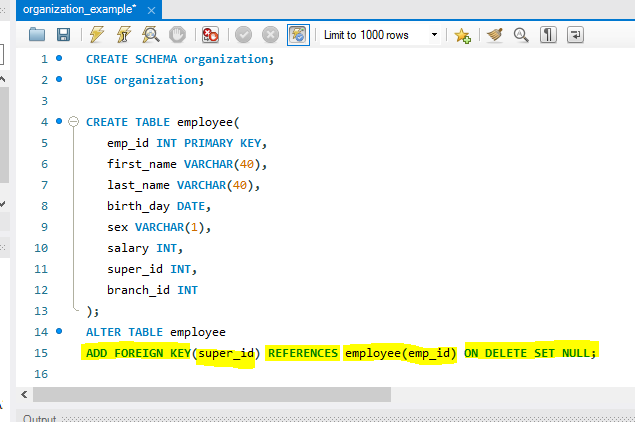 organization_example*
Limit to 1000 rows
1 CREATE SCHEMA organization;
2 USE organization;
3
4 CREATE TABLE employee(
5 emp_id INT PRIMARY KEY,
6 first_name VARCHAR(40),
7 last_name VARCHAR(40),
8 birth_day DATE,
9 sex VARCHAR(1),
10 salary INT,
11 super_id INT,
12 branch_id INT
13 );
14 ALTER TABLE employee
15 ADD FOREIGN KEY(super_id) REFERENCES employee(emp_id) ON DELETE SET NULL;
16
Output